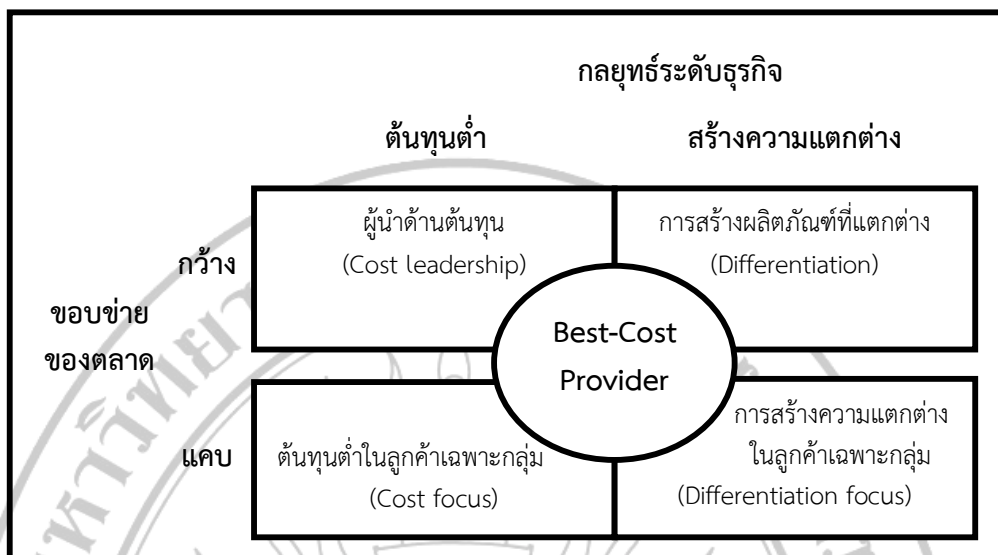 กลยุทธ์ระดับธุรกิจ
ต้นทุนต่ำ
สร้างความแตกต่าง
ขอบข่าย
ของตลาด
กว้าง
ผู้นำด้านต้นทุน
(Cost leadership)
การสร้างผลิตภัณฑ์ที่แตกต่าง
(Differentiation)
Best-Cost
Provider
แคบ
ต้นทุนต่ำในลูกค้าเฉพาะกลุ่ม
(Cost focus)
การสร้างความแตกต่าง
ในลูกค้าเฉพาะกลุ่ม
(Differentiation focus)